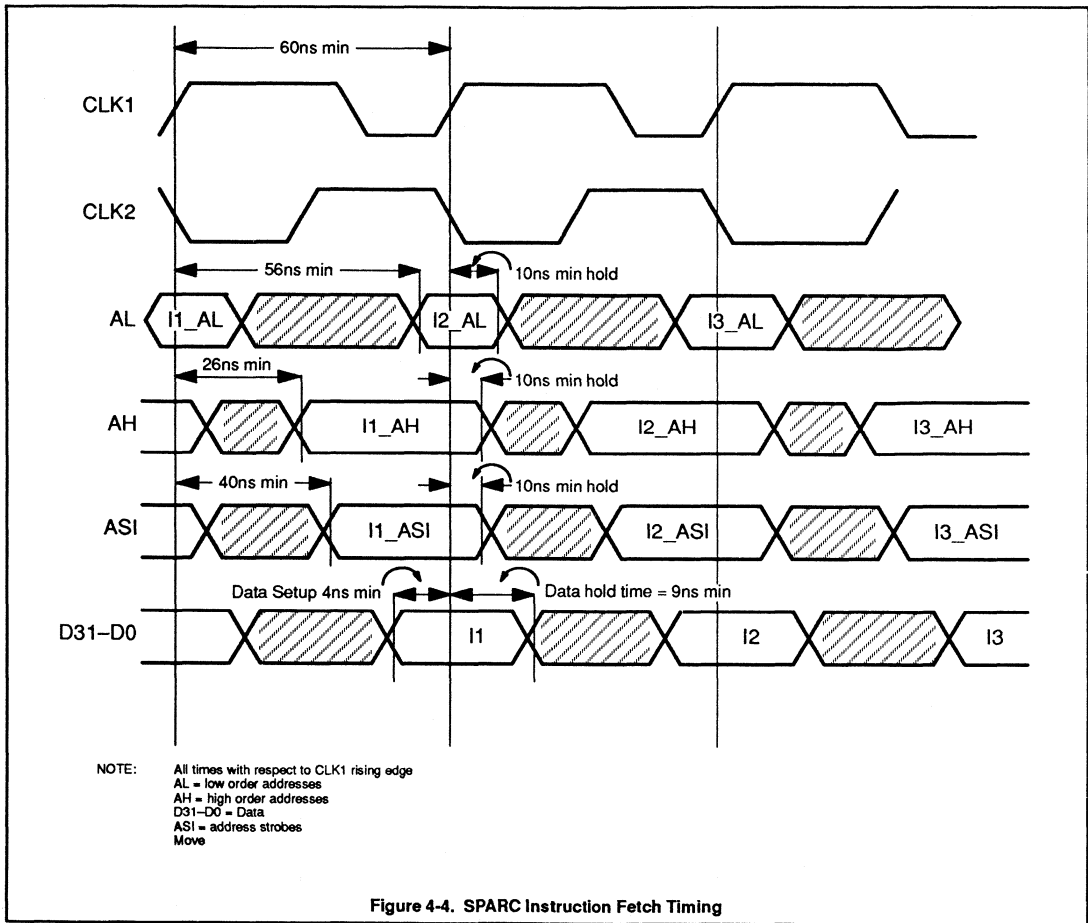 60ns min
CLK1
CLK2
56ns min
10ns min hold
AL
I1_AL
I2_AL
I3_AL
26ns min
10ns min hold
AH
I1_AH
I2_AH
I3_AH
40ns min
10ns min hold
ASI
I1_ASI
I2_ASI
I3_ASI
Data Setup 4ns min
Data hold time = 9ns min
D31–D0
I1
I2
I3
NOTE: All times with respect to CLK1 rising edge
AL = low order addresses
AH = high order addresses
D31–D0 = Data
ASI = address strobes
Move
Figure 4-4. SPARC Instruction Fetch Timing